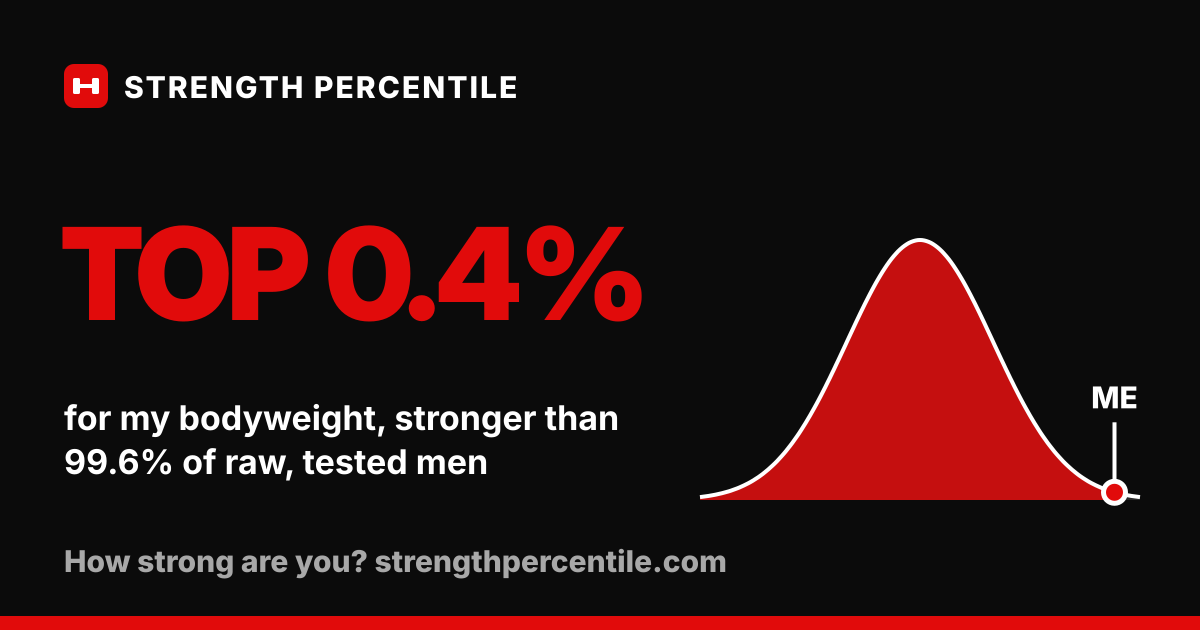 STRENGTH PERCENTILE
TOP 0.4%
for my bodyweight, stronger than
99.6% of raw, tested men
ME
How strong are you? strengthpercentile.com